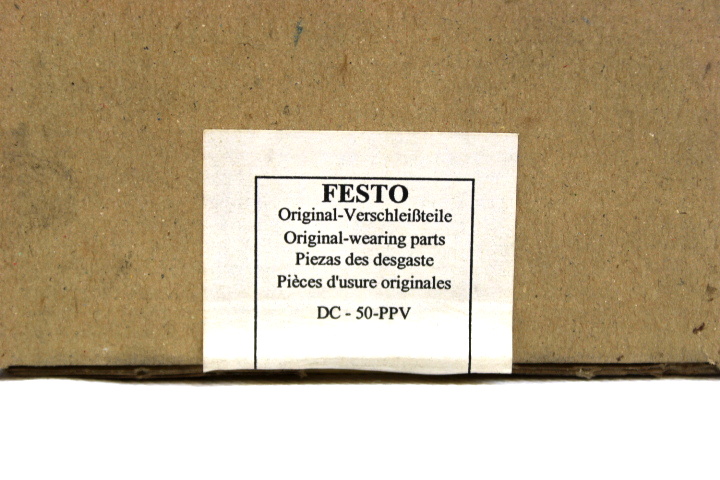 FESTO
Original-Verschleißteile
Original-wearing parts
Piezas des desgaste
Pièces d'usure originales
DC - 50-PPV